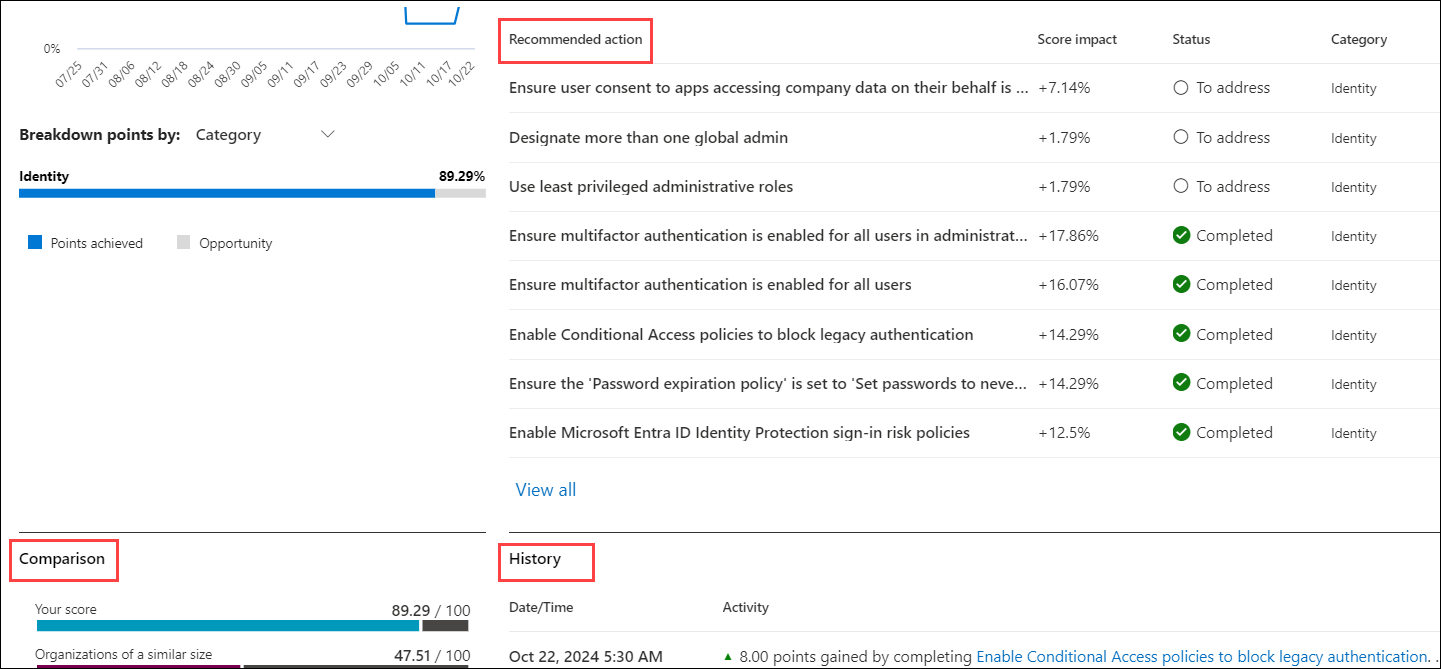 0%
07/25 07/31 08/06 08/12 08/18 08/24 08/30 09/05 09/11 09/17 09/23 09/29 10/05 10/11 10/17 10/22
Breakdown points by: Category
Identity 89.29%
Points achieved Opportunity
Recommended action Score impact Status Category
Ensure user consent to apps accessing company data on their behalf is ... +7.14% To address Identity
Designate more than one global admin +1.79% To address Identity
Use least privileged administrative roles +1.79% To address Identity
Ensure multifactor authentication is enabled for all users in administrat... +17.86% Completed Identity
Ensure multifactor authentication is enabled for all users +16.07% Completed Identity
Enable Conditional Access policies to block legacy authentication +14.29% Completed Identity
Ensure the 'Password expiration policy' is set to 'Set passwords to neve... +14.29% Completed Identity
Enable Microsoft Entra ID Identity Protection sign-in risk policies +12.5% Completed Identity
View all
Comparison
Your score 89.29 / 100
Organizations of a similar size 47.51 / 100
History
Date/Time Activity
Oct 22, 2024 5:30 AM 8.00 points gained by completing Enable Conditional Access policies to block legacy authentication. .